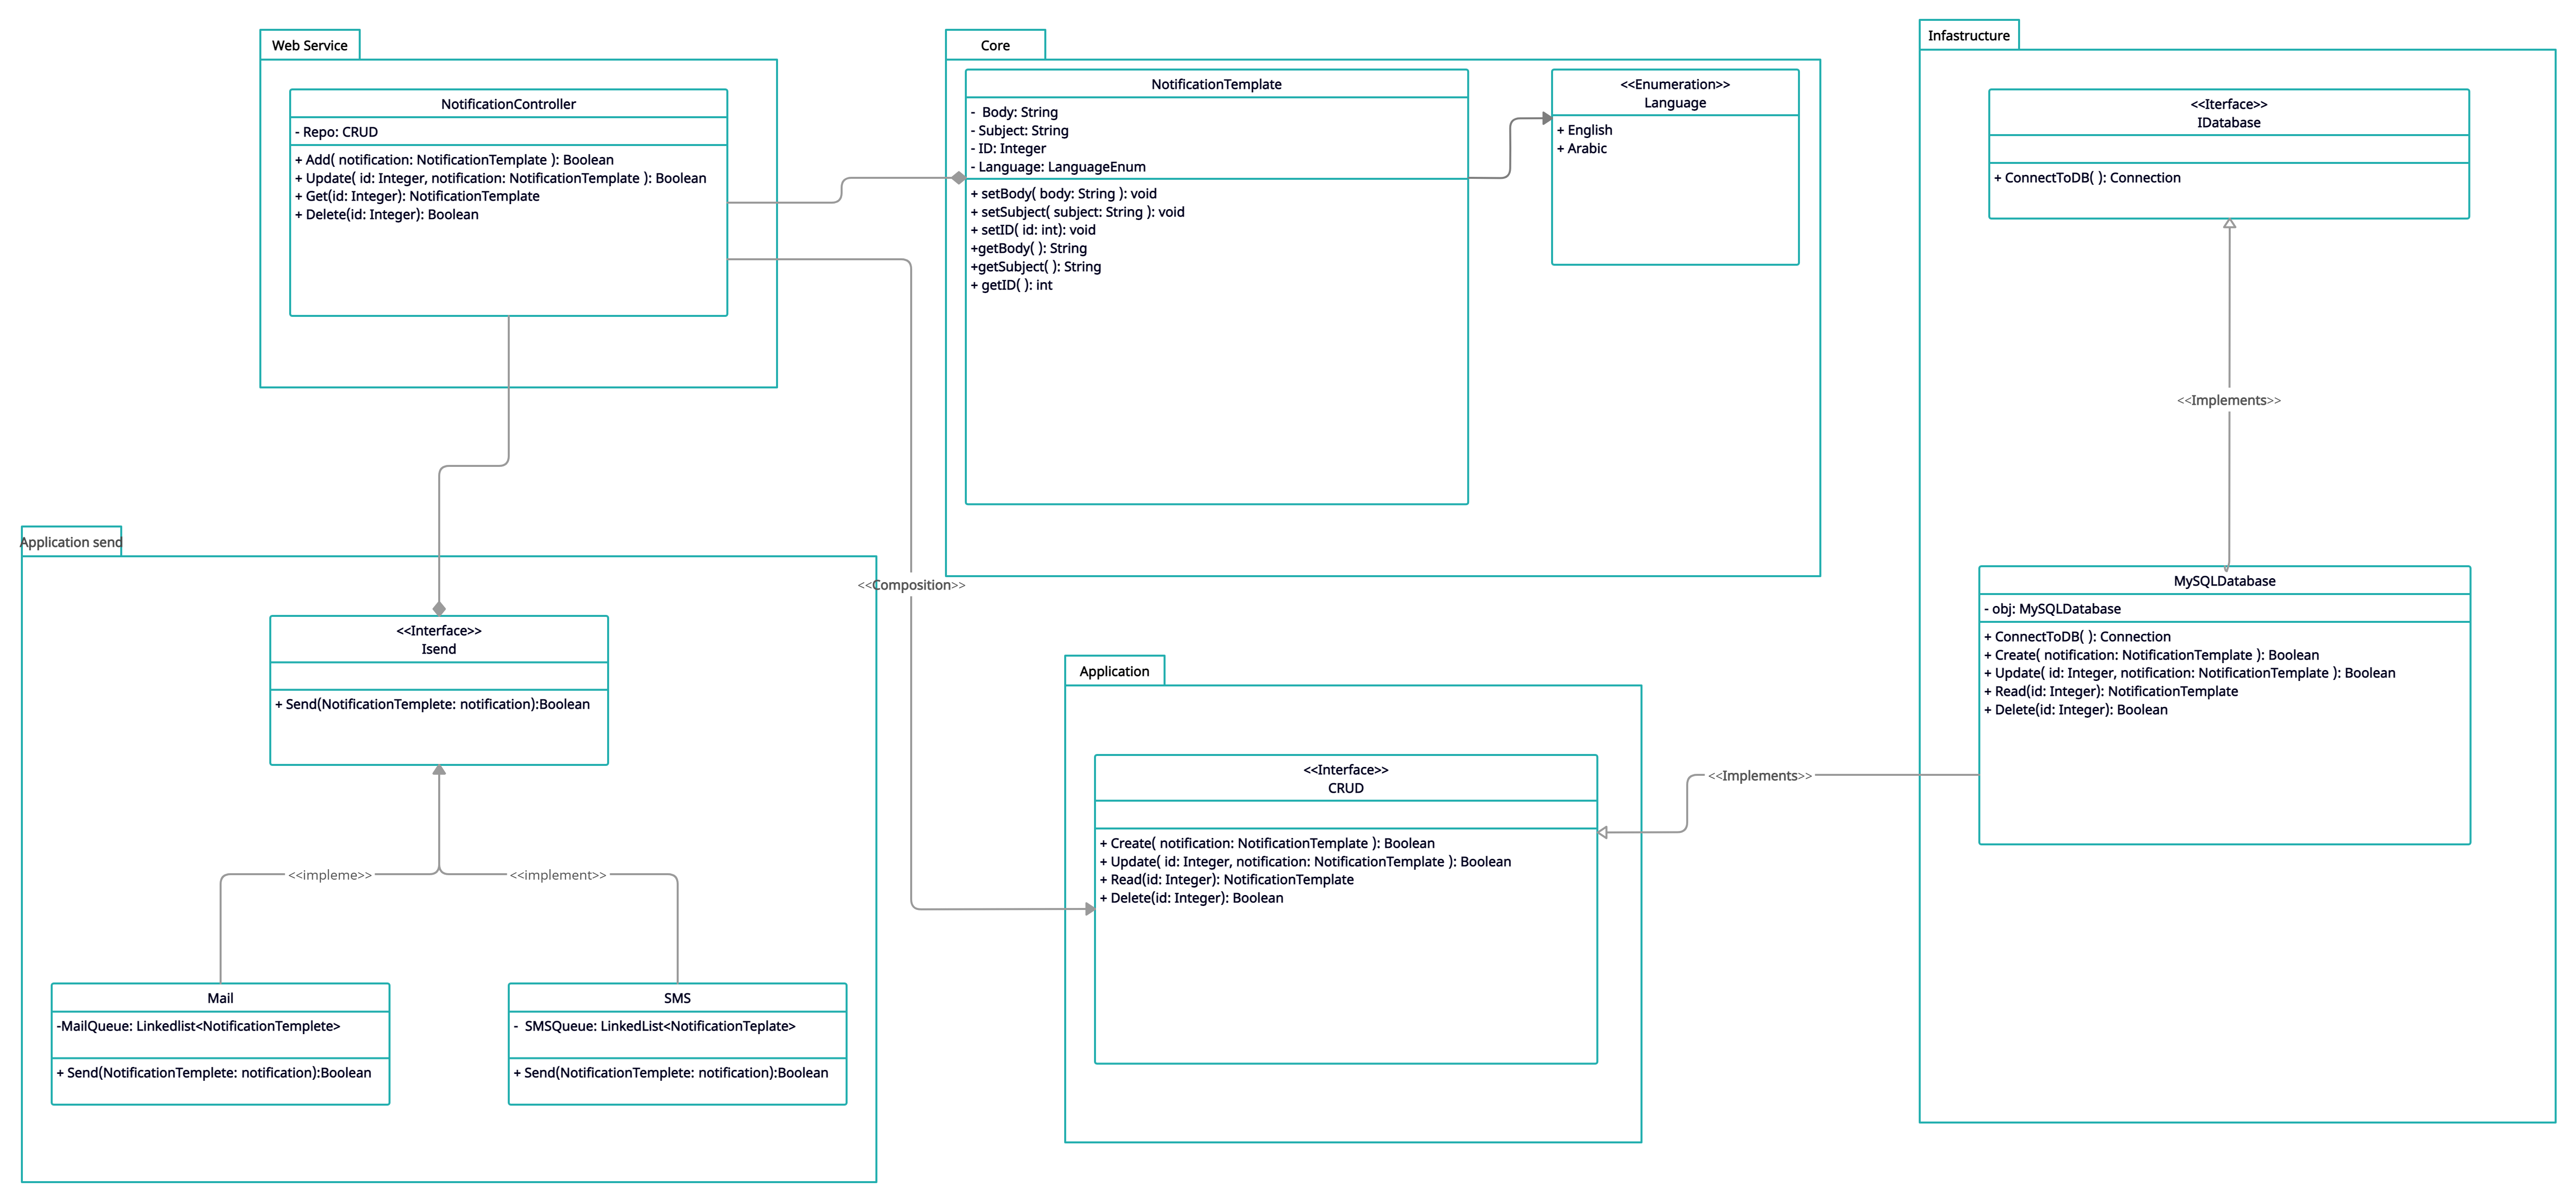 Web Service
NotificationController
- Repo: CRUD
+ Add( notification: NotificationTemplate ): Boolean
+ Update( id: Integer, notification: NotificationTemplate ): Boolean
+ Get(id: Integer): NotificationTemplate
+ Delete(id: Integer): Boolean
Core
NotificationTemplate
-  Body: String
- Subject: String
- ID: Integer
- Language: LanguageEnum
+ setBody( body: String ): void
+ setSubject( subject: String ): void
+ setID( id: int): void
+getBody( ): String
+getSubject( ): String
+ getID( ): int
<<Enumeration>>
Language
+ English
+ Arabic
Infastructure
<<Iterface>>
IDatabase
+ ConnectToDB( ): Connection
<<Implements>>
MySQLDatabase
- obj: MySQLDatabase
+ ConnectToDB( ): Connection
+ Create( notification: NotificationTemplate ): Boolean
+ Update( id: Integer, notification: NotificationTemplate ): Boolean
+ Read(id: Integer): NotificationTemplate
+ Delete(id: Integer): Boolean
Application send
<<Interface>>
Isend
+ Send(NotificationTemplete: notification):Boolean
<<impleme>>
<<implement>>
Mail
-MailQueue: Linkedlist<NotificationTemplete>
+ Send(NotificationTemplete: notification):Boolean
SMS
-  SMSQueue: LinkedList<NotificationTeplate>
+ Send(NotificationTemplete: notification):Boolean
<<Composition>>
Application
<<Interface>>
CRUD
+ Create( notification: NotificationTemplate ): Boolean
+ Update( id: Integer, notification: NotificationTemplate ): Boolean
+ Read(id: Integer): NotificationTemplate
+ Delete(id: Integer): Boolean
<<Implements>>